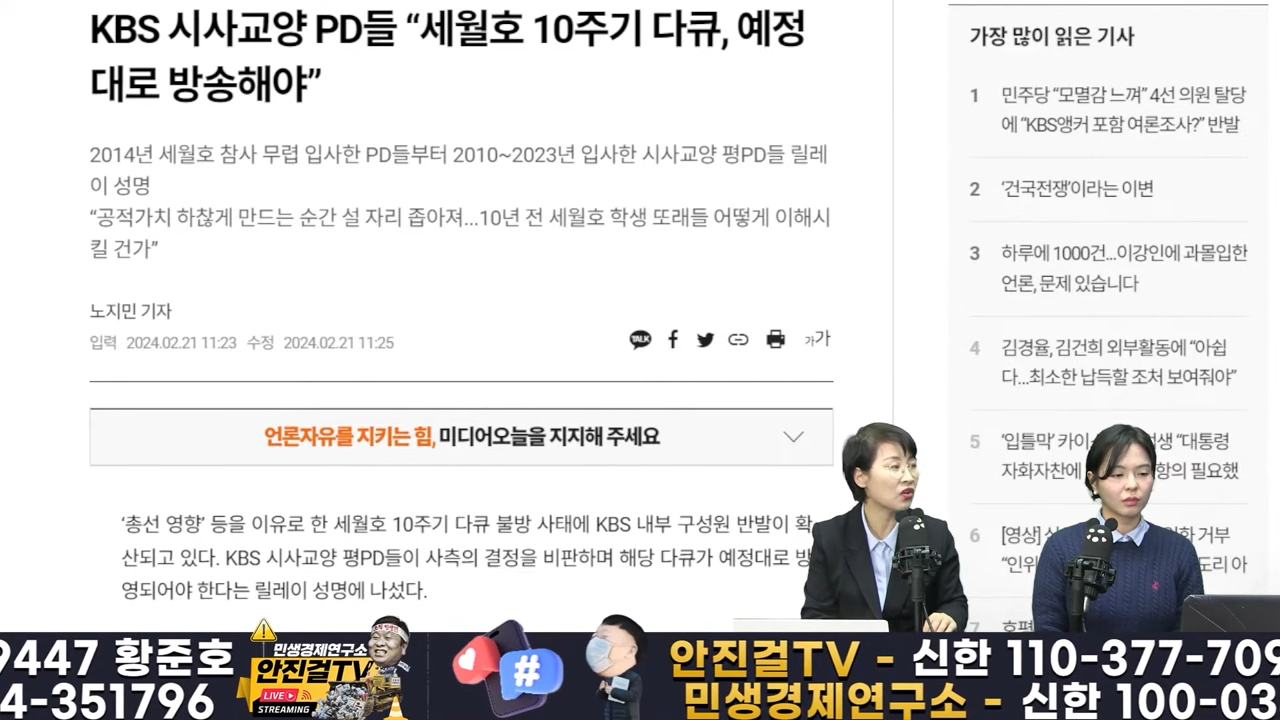 KBS 시사교양 PD들 “세월호 10주기 다큐, 예정
대로 방송해야”
2014년 세월호 참사 무렵 입사한 PD들부터 2010~2023년 입사한 시사교양 평PD들 릴레
이 성명
“공적가치 하찮게 만드는 순간 설 자리 좁아져...10년 전 세월호 학생 또래들 어떻게 이해시
킬 건가”
노지민 기자
입력 2024.02.21 11:23 수정 2024.02.21 11:25
TALK
가가
언론자유를 지키는 힘, 미디어오늘을 지지해 주세요
‘총선 영향’ 등을 이유로 한 세월호 10주기 다큐 불방 사태에 KBS 내부 구성원 반발이 확
산되고 있다. KBS 시사교양 평PD들이 사측의 결정을 비판하며 해당 다큐가 예정대로 방
영되어야 한다는 릴레이 성명에 나섰다.
가장 많이 읽은 기사
1 민주당 “모멸감 느껴” 4선 의원 탈당
에 “KBS앵커 포함 여론조사?” 반발
2 ‘건국전쟁’이라는 이변
3 하루에 1000건...이강인에 과몰입한
언론, 문제 있습니다
4 김경율, 김건희 외부활동에 “아쉽
다...최소한 납득할 조처 보여줘야”
5 ‘입틀막’ 카이 생 “대통령
자화자찬에 항의 필요했
6 [영상] 거부
“인위 도리 아
7
9447 황준호
4-351796
민생경제연구소
안진걸TV
LIVE
STREAMING
#
안진걸TV - 신한 110-377-709
민생경제연구소 - 신한 100-03